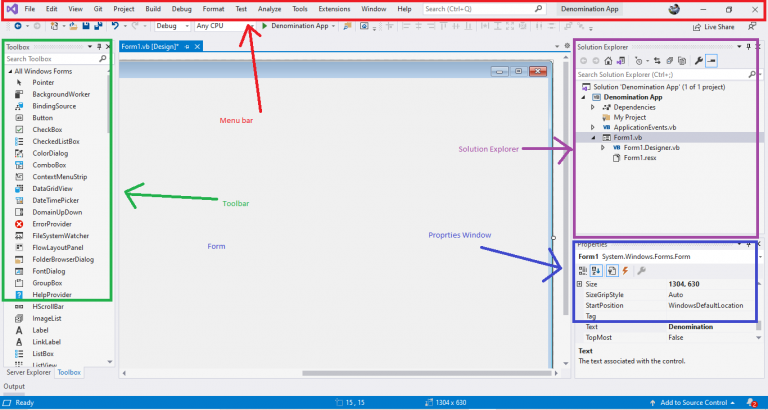 File Edit View Git Project Build Debug Format Test Analyze Tools Extensions Window Help Search (Ctrl+Q) Denomination App
Debug Any CPU Denomination App Live Share
Toolbox
Search Toolbox
All Windows Forms
Pointer
BackgroundWorker
BindingSource
Button
CheckBox
CheckedListBox
ColorDialog
ComboBox
ContextMenuStrip
DataGridView
DateTimePicker
DomainUpDown
ErrorProvider
FileSystemWatcher
FlowLayoutPanel
FolderBrowserDialog
FontDialog
GroupBox
HelpProvider
HScrollBar
ImageList
Label
LinkLabel
ListBox
ListView
Server Explorer Toolbox
Form1.vb [Design]*
Menu bar
Solution Explorer
Toolbar
Form
Proprties Window
Solution Explorer
Search Solution Explorer (Ctrl+;)
Solution 'Denomination App' (1 of 1 project)
Denomination App
Dependencies
My Project
VB ApplicationEvents.vb
Form1.vb
VB Form1.Designer.vb
Form1.resx
Properties
Form1 System.Windows.Forms.Form
Size 1304, 630
SizeGripStyle Auto
StartPosition WindowsDefaultLocation
Tag
Text Denomination
TopMost False
Text
The text associated with the control.
Output
Ready 15 , 15 1304 x 630 Add to Source Control 2